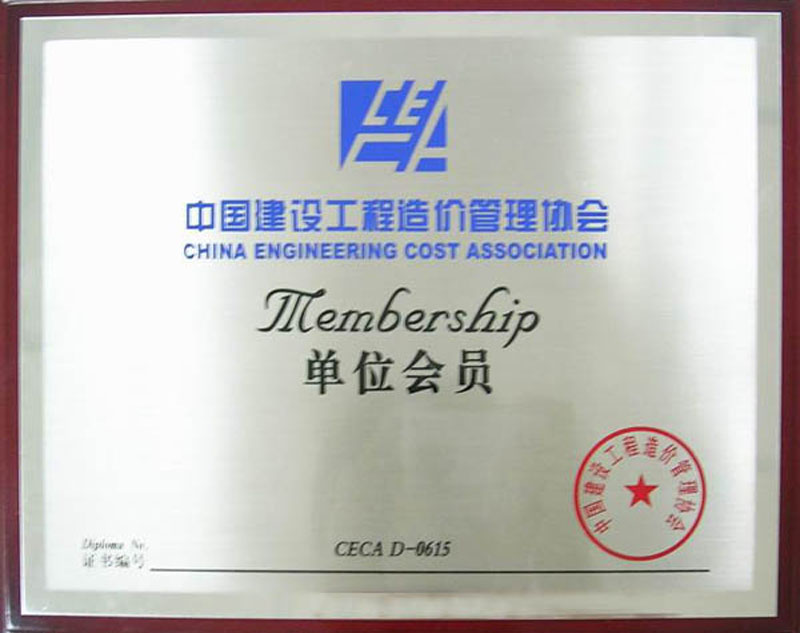 中国建设工程造价管理协会
CHINA ENGINEERING COST ASSOCIATION
Membership
单位会员
中国建设工程造价管理协会
Diploma No.
证书编号
CECA D-0615